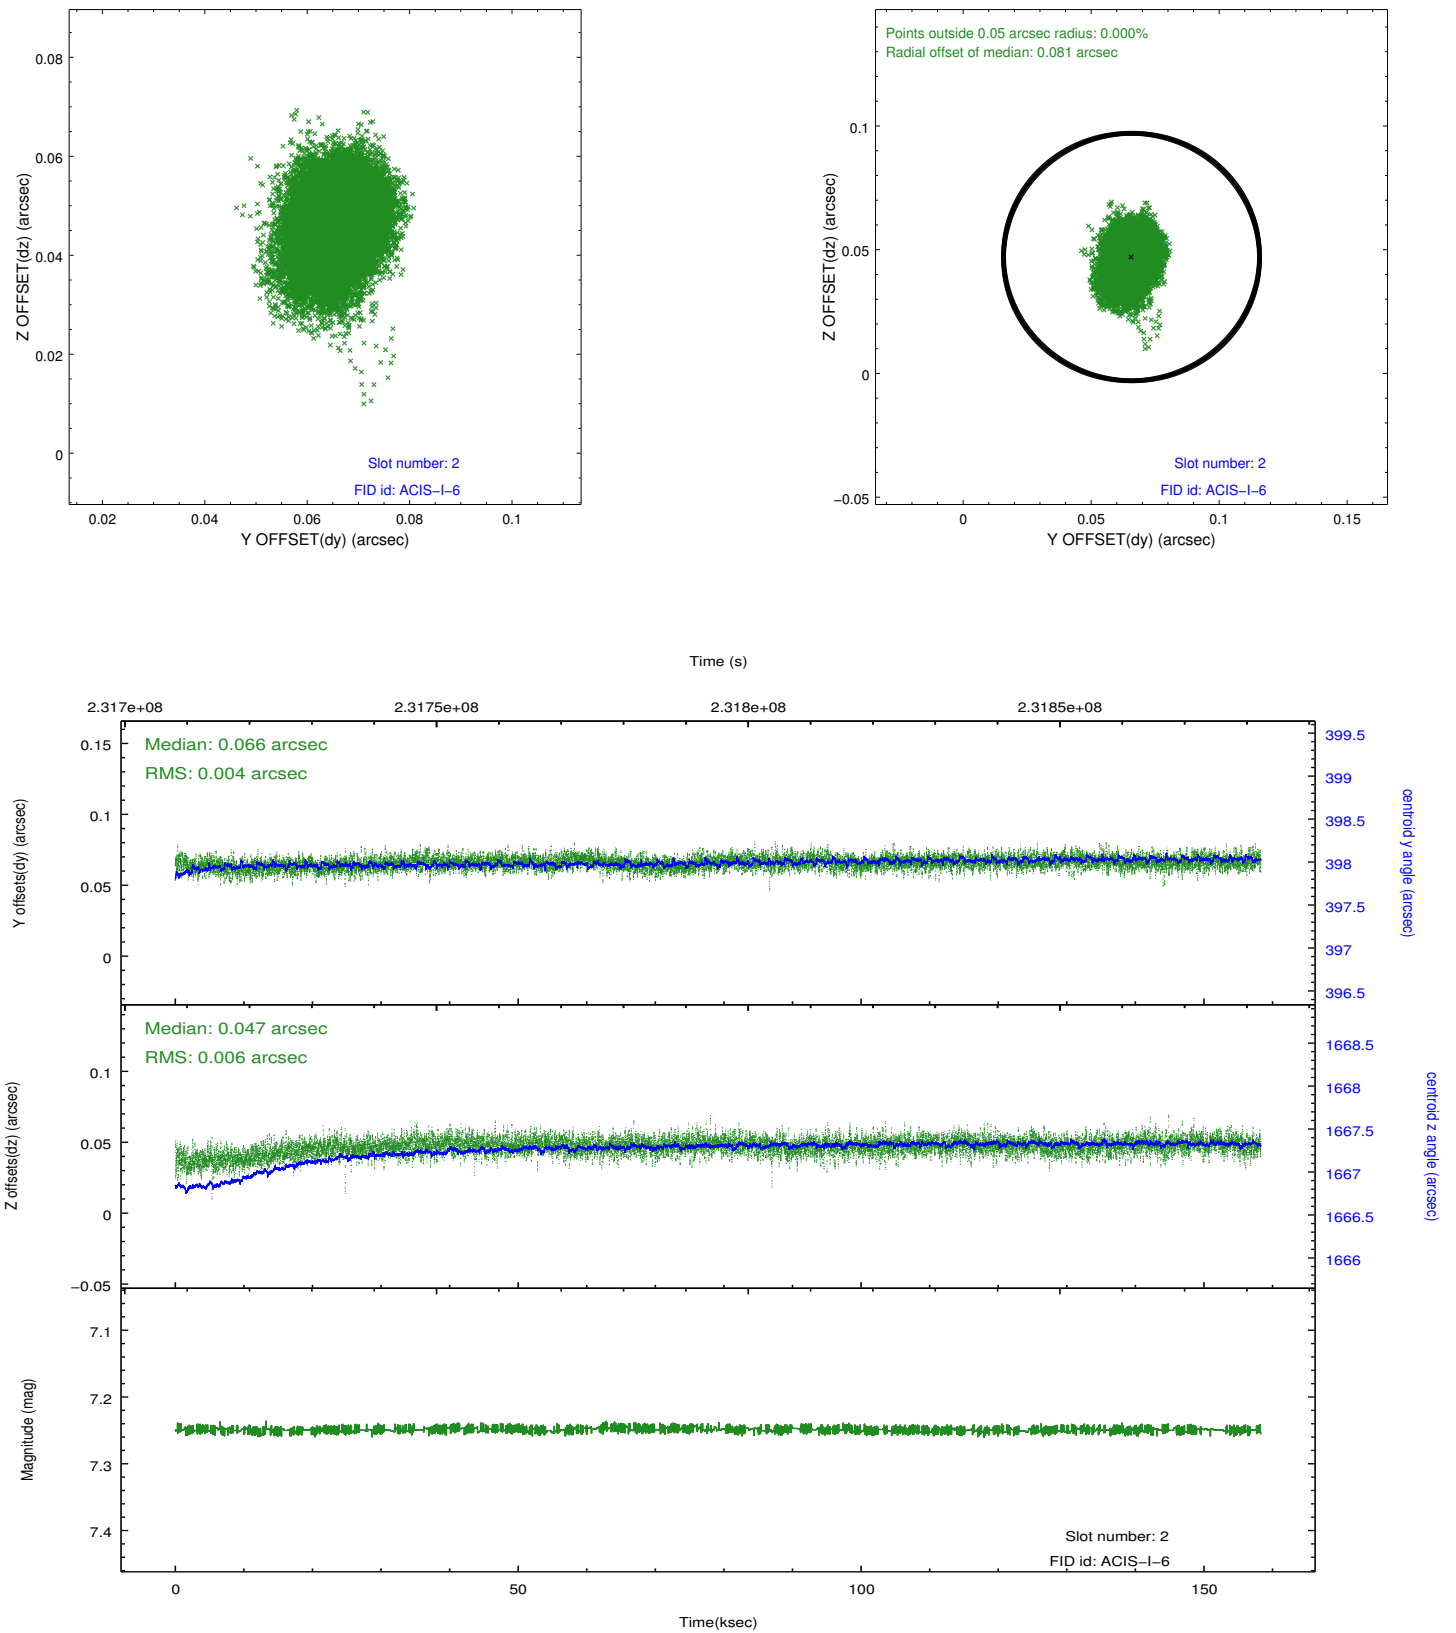 0.08
0.06
0.04
0.02
0
Z OFFSET(dz) (arcsec)
Slot number: 2
FID id: ACIS−I−6
0.02
0.04
0.06
0.08
0.1
Y OFFSET(dy) (arcsec)
Points outside 0.05 arcsec radius: 0.000%
Radial offset of median: 0.081 arcsec
0.1
0.05
0
−0.05
Z OFFSET(dz) (arcsec)
Slot number: 2
FID id: ACIS−I−6
0
0.05
0.1
0.15
Y OFFSET(dy) (arcsec)
Time (s)
2.317e+08
2.3175e+08
2.318e+08
2.3185e+08
Median: 0.066 arcsec
RMS: 0.004 arcsec
0.15
0.1
0.05
0
Y offsets(dy) (arcsec)
399.5
399
398.5
398
397.5
397
396.5
centroid y angle (arcsec)
Median: 0.047 arcsec
RMS: 0.006 arcsec
0.1
0.05
0
−0.05
Z offsets(dz) (arcsec)
1668.5
1668
1667.5
1667
1666.5
1666
centroid z angle (arcsec)
7.1
7.2
7.3
7.4
Magnitude (mag)
Slot number: 2
FID id: ACIS−I−6
0
50
100
150
Time(ksec)